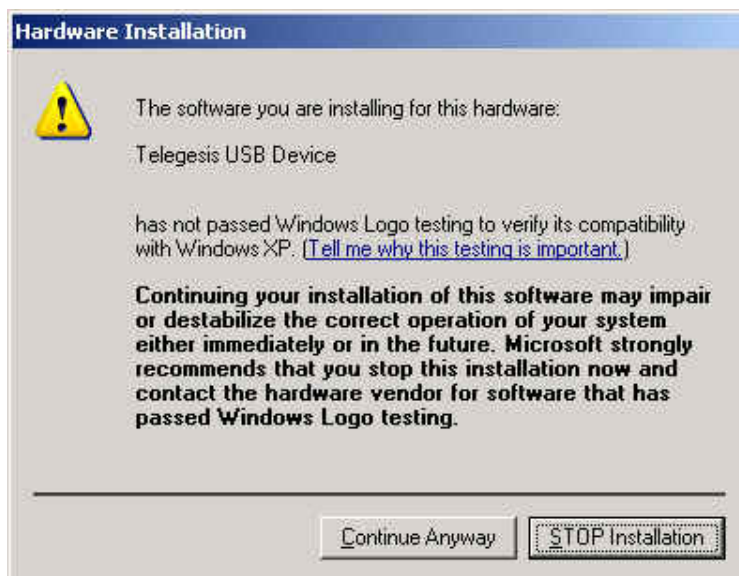 Hardware Installation
The software you are installing for this hardware:
Telegesis USB Device
has not passed Windows Logo testing to verify its compatibility
with Windows XP. (Tell me why this testing is important.)
Continuing your installation of this software may impair
or destabilize the correct operation of your system
either immediately or in the future. Microsoft strongly
recommends that you stop this installation now and
contact the hardware vendor for software that has
passed Windows Logo testing.
Continue Anyway
STOP Installation